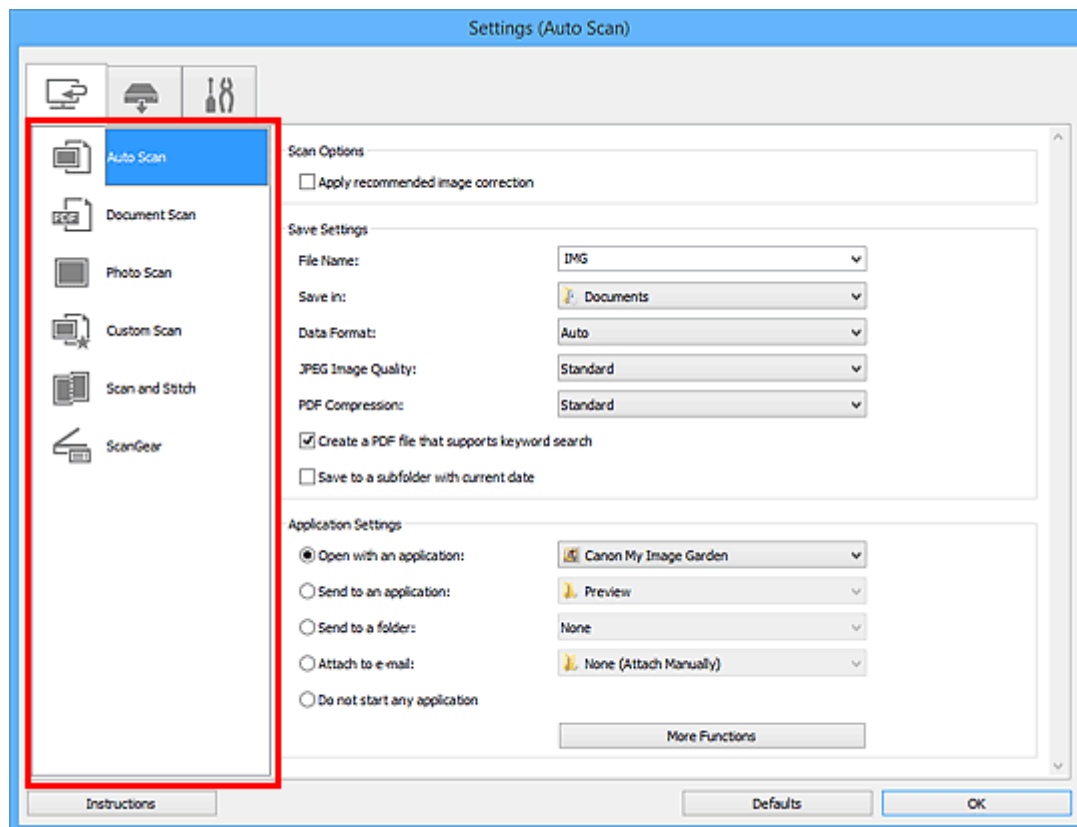 Settings (Auto Scan)
Auto Scan
Document Scan
PDF
Photo Scan
Custom Scan
Scan and Stitch
ScanGear
Scan Options
Apply recommended image correction
Save Settings
File Name: IMG
Save in: Documents
Data Format: Auto
JPEG Image Quality: Standard
PDF Compression: Standard
Create a PDF file that supports keyword search
Save to a subfolder with current date
Application Settings
Open with an application: Canon My Image Garden
Send to an application: Preview
Send to a folder: None
Attach to e-mail: None (Attach Manually)
Do not start any application
More Functions
Instructions
Defaults
OK